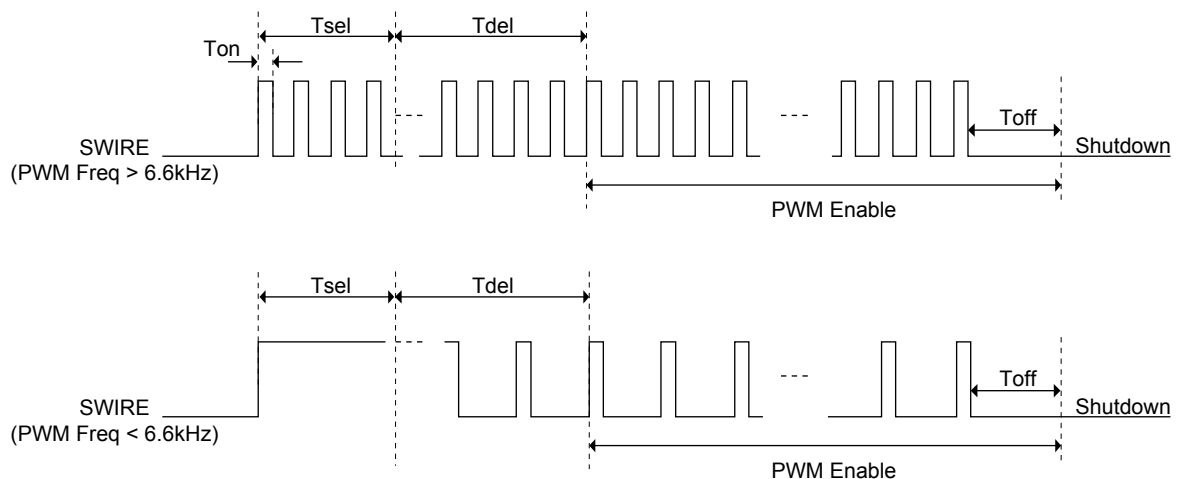 Tsel
Tdel
Ton
Toff
SWIRE
(PWM Freq > 6.6kHz)
Shutdown
PWM Enable
Tsel
Tdel
Toff
SWIRE
(PWM Freq < 6.6kHz)
Shutdown
PWM Enable